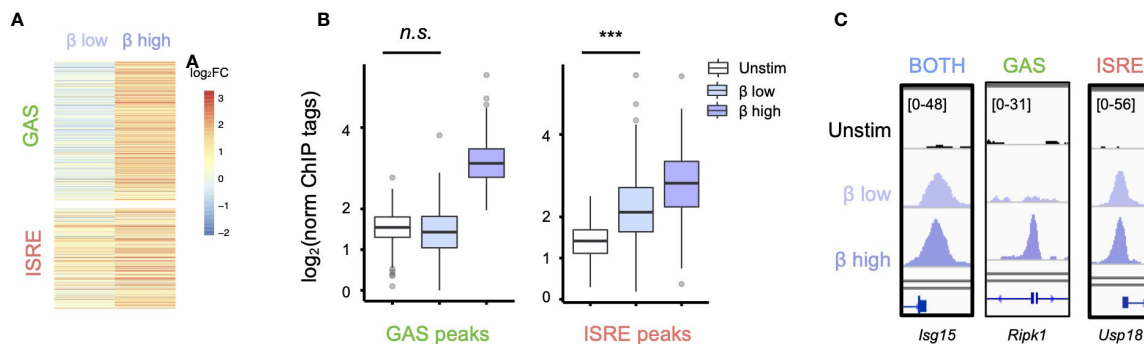 A
β low β high
GAS
ISRE
A
log₂FC
3
2
1
0
−1
−2
B
log₂(norm ChIP tags)
n.s.
4
2
1
0
GAS peaks
***
4
2
1
0
ISRE peaks
Unstim
β low
β high
C
BOTH GAS ISRE
Unstim [0-48] [0-31] [0-56]
β low
β high
Isg15 Ripk1 Usp18